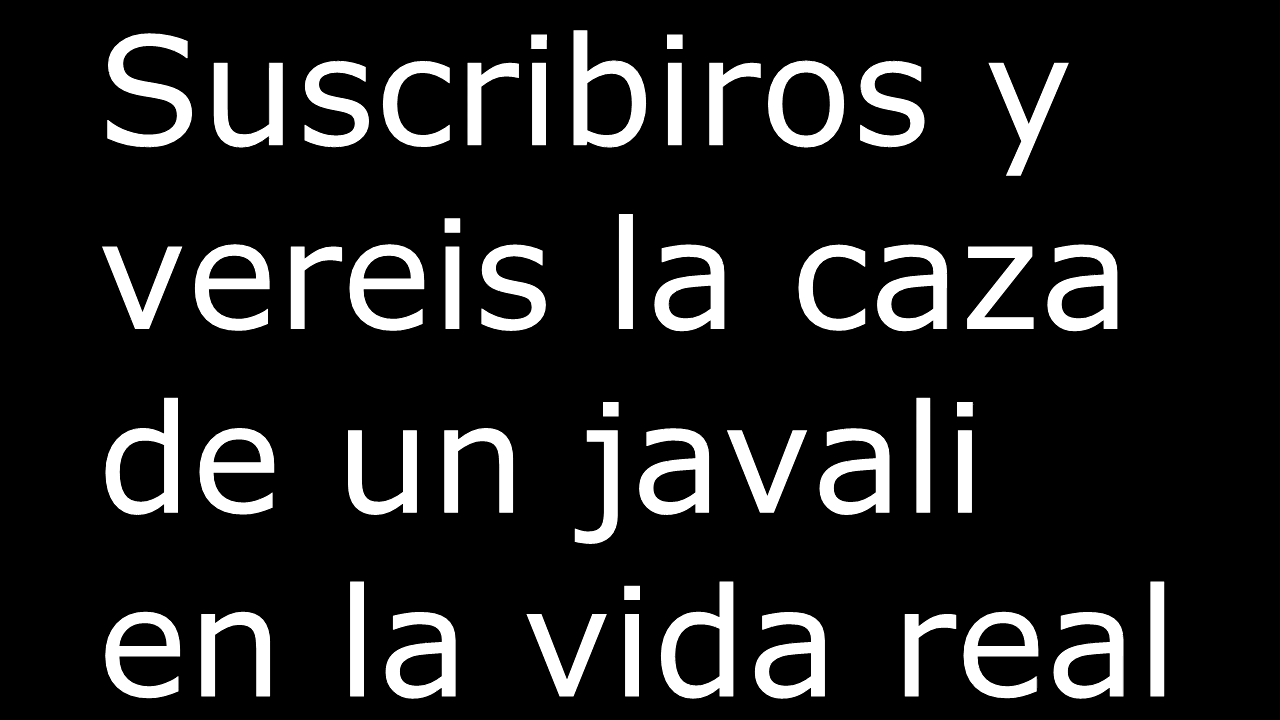 Suscribiros y
vereis la caza
de un javali
en la vida real